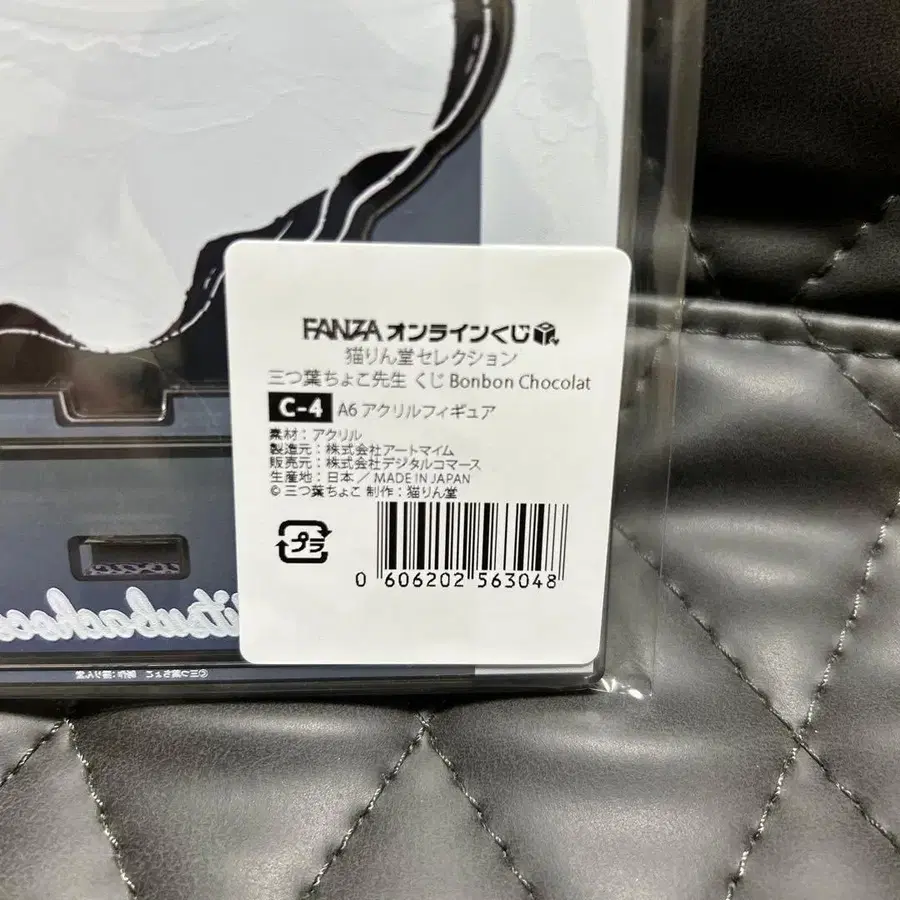 FANZA オンラインくじ
猫りん堂セレクション
三つ葉ちょこ先生 くじ Bonbon Chocolat
C-4 A6 アクリルフィギュア
素材：アクリル
製造元：株式会社アートマイム
販売元：株式会社デジタルコマース
生産地：日本 / MADE IN JAPAN
© 三つ葉ちょこ 制作：猫りん堂
プラ
0 606202 563048